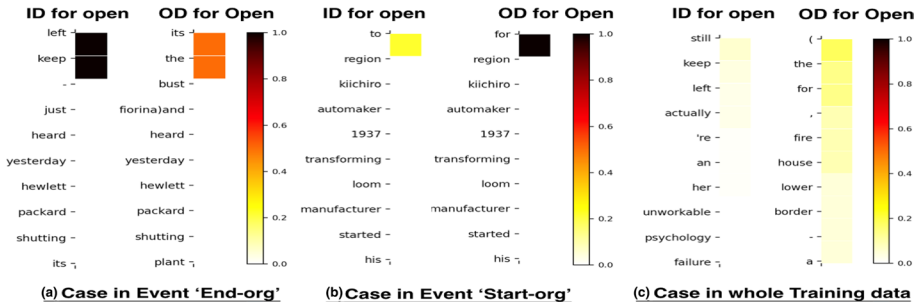 ID for open
left
keep
-
just
heard
yesterday
hewlett
packard
shutting
its
OD for Open
its
the
bust
fiorina)and
heard
yesterday
hewlett
packard
shutting
plant
1.0
0.8
0.6
0.4
0.2
0.0
(a) Case in Event ‘End-org’
ID for open
to
region
kiichiro
automaker
1937
transforming
loom
manufacturer
started
his
OD for Open
for
region
kiichiro
automaker
1937
transforming
loom
manufacturer
started
his
1.0
0.8
0.6
0.4
0.2
0.0
(b) Case in Event ‘Start-org’
ID for open
still
keep
left
actually
're
an
her
unworkable
psychology
failure
OD for Open
(
the
for
,
fire
house
lower
border
-
a
1.0
0.8
0.6
0.4
0.2
0.0
(c) Case in whole Training data